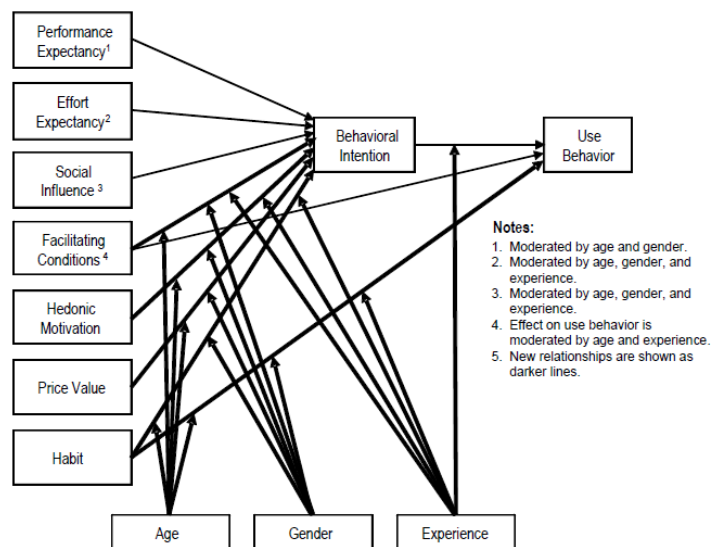 Performance
Expectancy1
Effort
Expectancy2
Social
Influence 3
Facilitating
Conditions 4
Hedonic
Motivation
Price Value
Habit
Behavioral
Intention
Use
Behavior
Notes:
1. Moderated by age and gender.
2. Moderated by age, gender, and
experience.
3. Moderated by age, gender, and
experience.
4. Effect on use behavior is
moderated by age and experience.
5. New relationships are shown as
darker lines.
Age
Gender
Experience